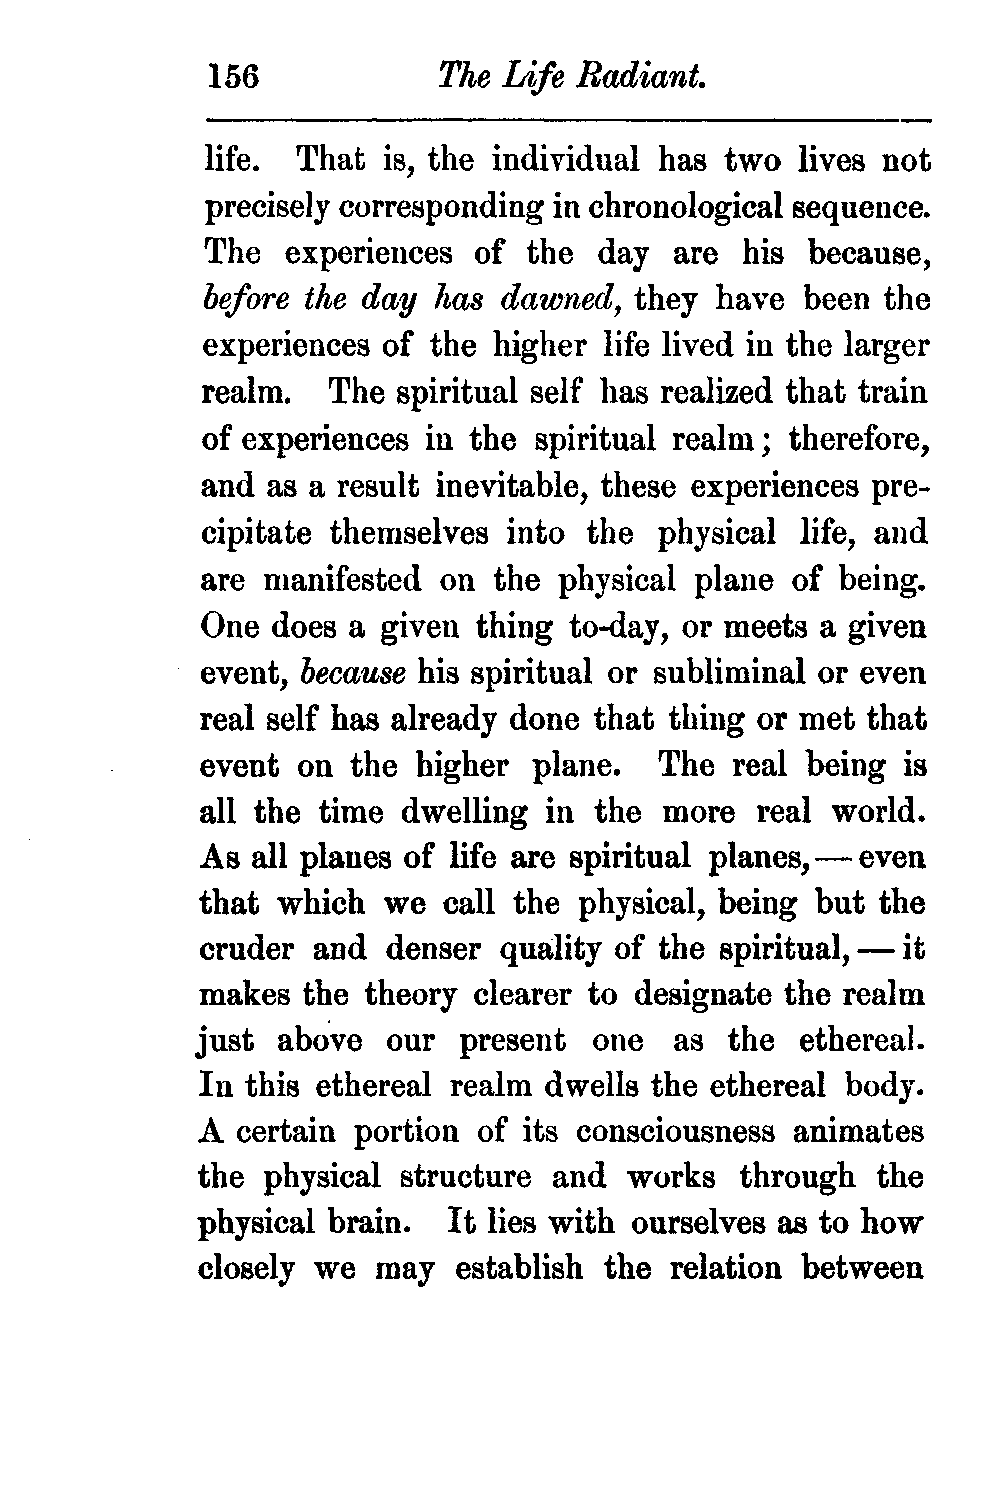 156 The Life Radiant.
life. That is, the individual has two lives not
precisely corresponding in chronological sequence.
The experiences of the day are his because,
before the day has dawned, they have been the
experiences of the higher life lived in the larger
realm. The spiritual self has realized that train
of experiences in the spiritual realm; therefore,
and as a result inevitable, these experiences pre-
cipitate themselves into the physical life, and
are manifested on the physical plane of being.
One does a given thing to-day, or meets a given
event, because his spiritual or subliminal or even
real self has already done that thing or met that
event on the higher plane. The real being is
all the time dwelling in the more real world.
As all planes of life are spiritual planes,—even
that which we call the physical, being but the
cruder and denser quality of the spiritual,—it
makes the theory clearer to designate the realm
just above our present one as the ethereal.
In this ethereal realm dwells the ethereal body.
A certain portion of its consciousness animates
the physical structure and works through the
physical brain. It lies with ourselves as to how
closely we may establish the relation between